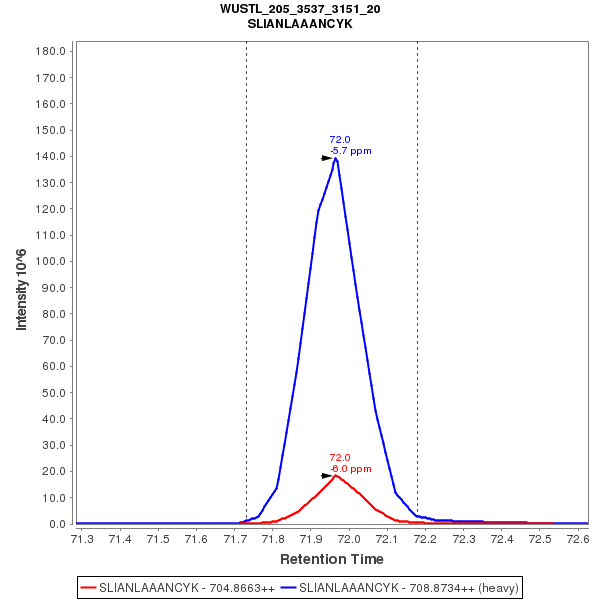 WUSTL_205_3537_3151_20
SLIANLAAANCYK
180.0
170.0
160.0
150.0
140.0
130.0
120.0
110.0
100.0
90.0
80.0
70.0
60.0
50.0
40.0
30.0
20.0
10.0
0.0
Intensity 10^6
72.0
-5.7 ppm
72.0
-6.0 ppm
71.3 71.4 71.5 71.6 71.7 71.8 71.9 72.0 72.1 72.2 72.3 72.4 72.5 72.6
Retention Time
SLIANLAAANCYK - 704.8663++ SLIANLAAANCYK - 708.8734++ (heavy)